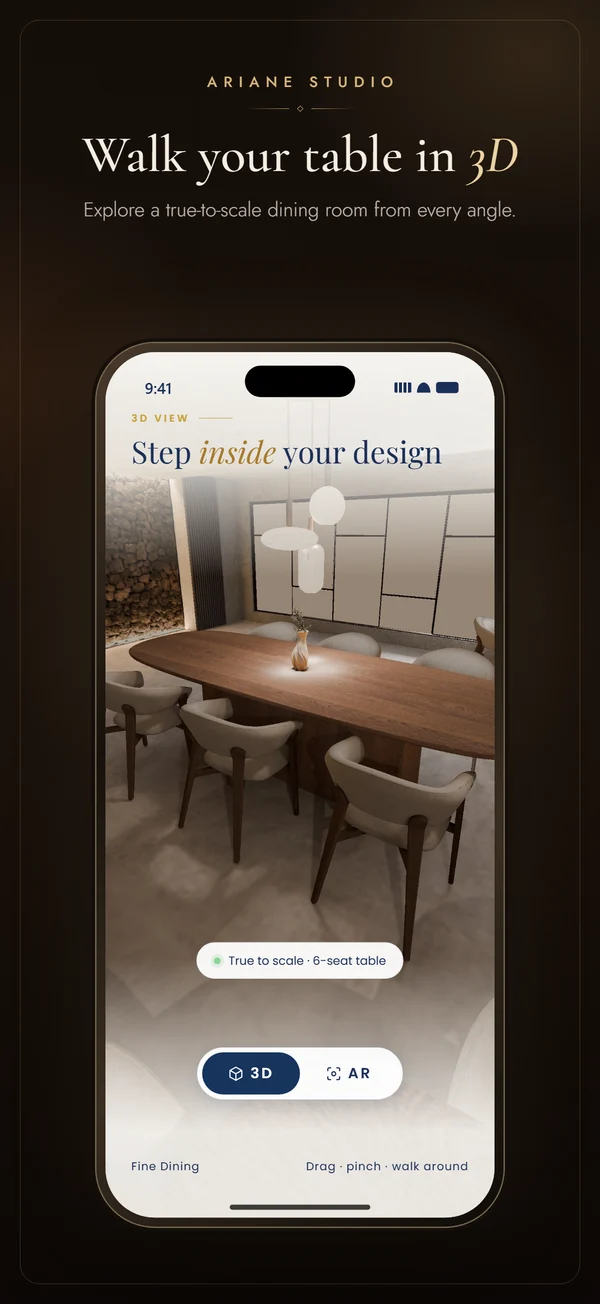 ARIANE STUDIO
Walk your table in 3D
Explore a true-to-scale dining room from every angle.
9:41
3D VIEW
Step inside your design
True to scale · 6-seat table
3D
AR
Fine Dining
Drag · pinch · walk around